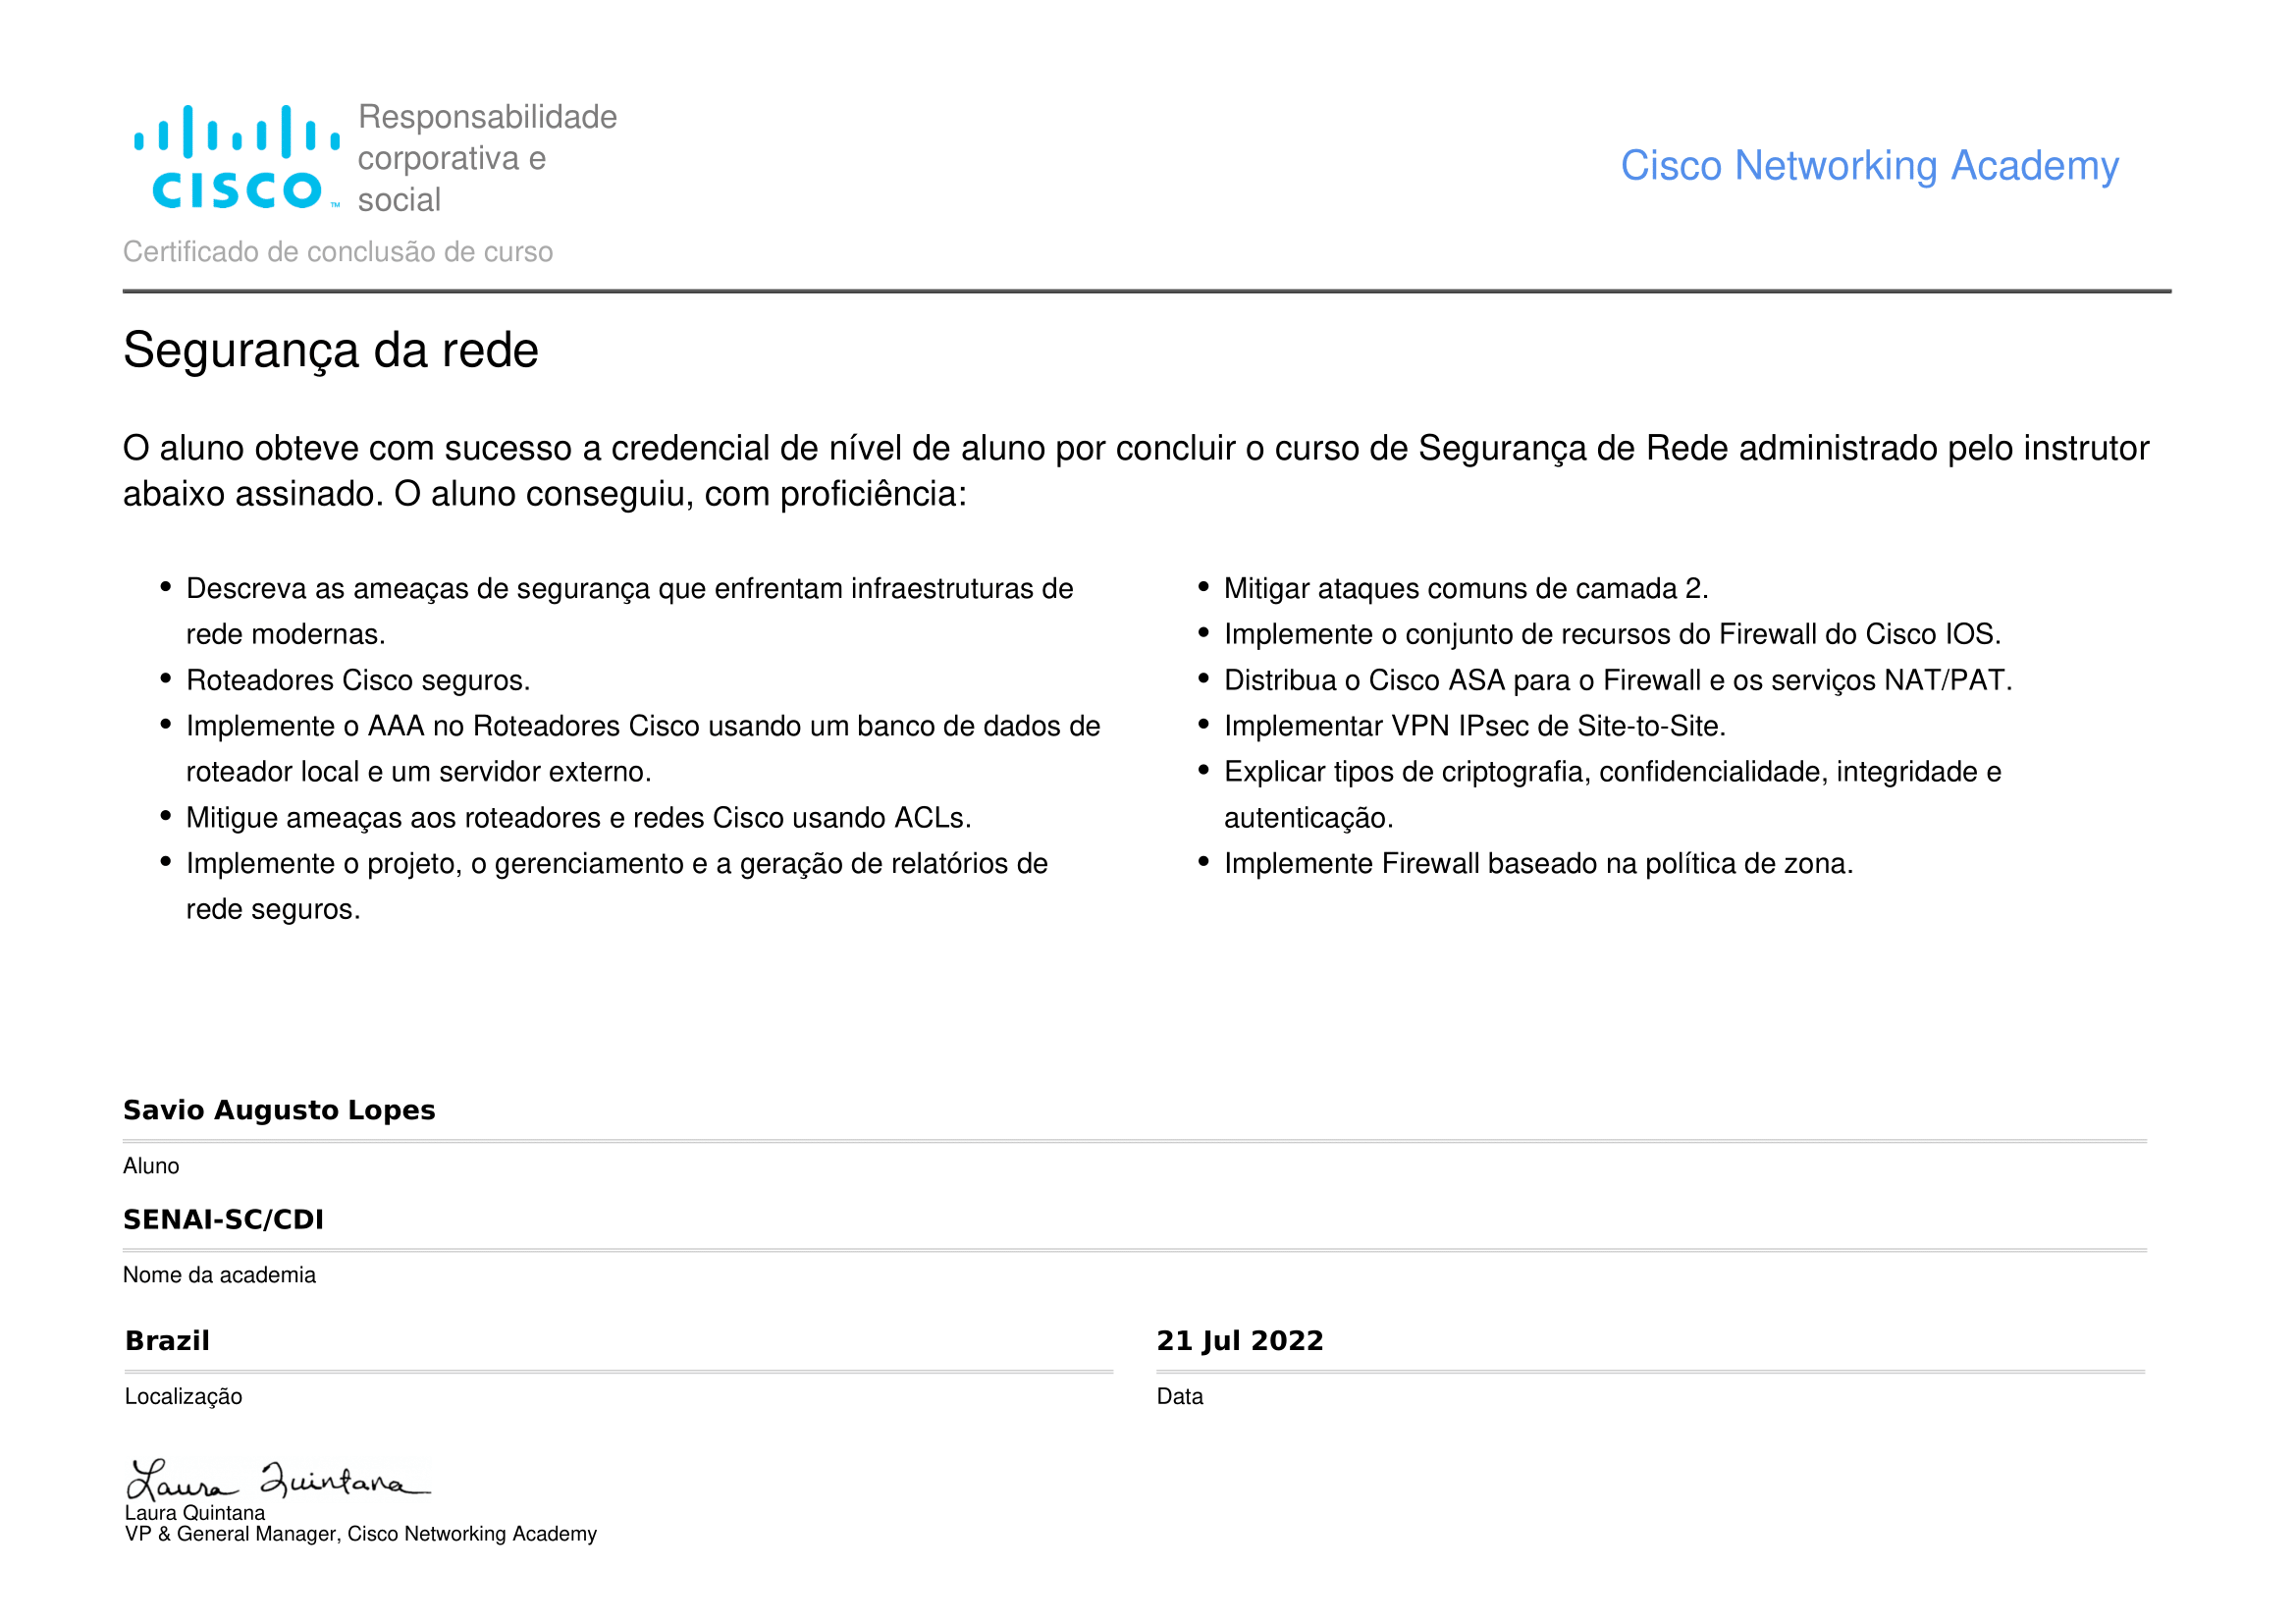 CISCO™
Responsabilidade
corporativa e
social
Cisco Networking Academy
Certificado de conclusão de curso
Segurança da rede
O aluno obteve com sucesso a credencial de nível de aluno por concluir o curso de Segurança de Rede administrado pelo instrutor
abaixo assinado. O aluno conseguiu, com proficiência:
• Descreva as ameaças de segurança que enfrentam infraestruturas de
rede modernas.
• Roteadores Cisco seguros.
• Implemente o AAA no Roteadores Cisco usando um banco de dados de
roteador local e um servidor externo.
• Mitigue ameaças aos roteadores e redes Cisco usando ACLs.
• Implemente o projeto, o gerenciamento e a geração de relatórios de
rede seguros.
• Mitigar ataques comuns de camada 2.
• Implemente o conjunto de recursos do Firewall do Cisco IOS.
• Distribua o Cisco ASA para o Firewall e os serviços NAT/PAT.
• Implementar VPN IPsec de Site-to-Site.
• Explicar tipos de criptografia, confidencialidade, integridade e
autenticação.
• Implemente Firewall baseado na política de zona.
Savio Augusto Lopes
Aluno
SENAI-SC/CDI
Nome da academia
Brazil
Localização
21 Jul 2022
Data
Laura Quintana
Laura Quintana
VP & General Manager, Cisco Networking Academy